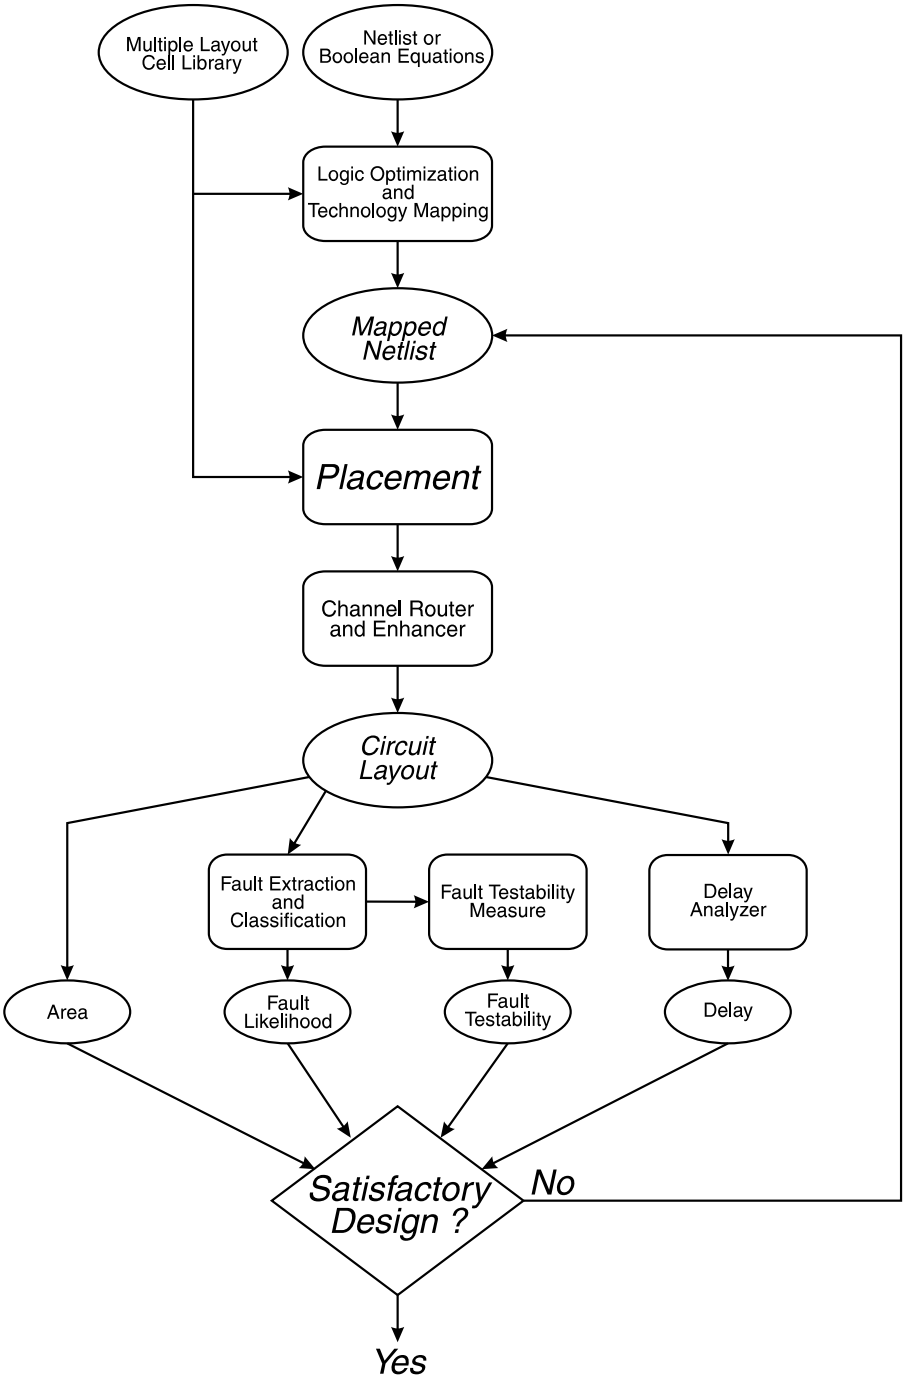 Multiple Layout
Cell Library
Netlist or
Boolean Equations
Logic Optimization
and
Technology Mapping
Mapped
Netlist
Placement
Channel Router
and Enhancer
Circuit
Layout
Fault Extraction
and
Classification
Fault Testability
Measure
Delay
Analyzer
Area
Fault
Likelihood
Fault
Testability
Delay
Satisfactory
Design ?
No
Yes